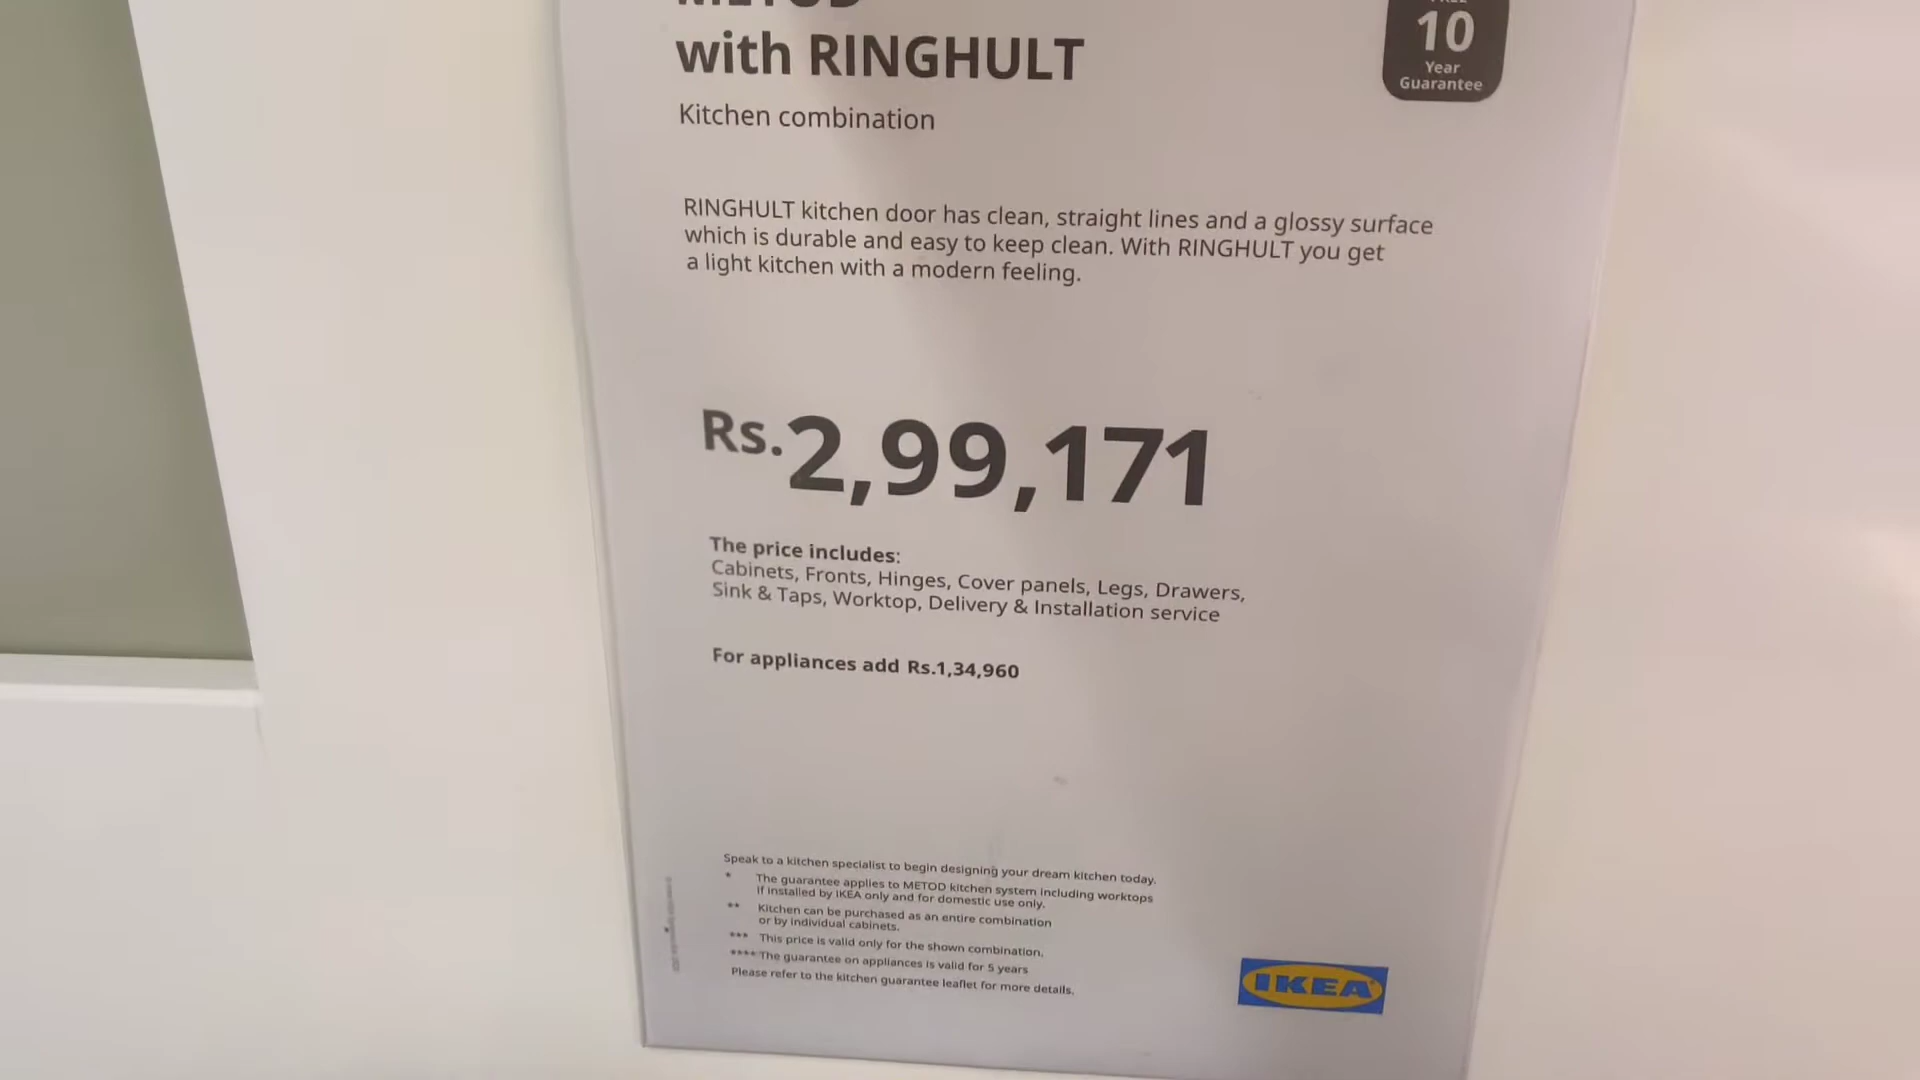 METOD
with RINGHULT
Kitchen combination
10
Year
Guarantee
RINGHULT kitchen door has clean, straight lines and a glossy surface
which is durable and easy to keep clean. With RINGHULT you get
a light kitchen with a modern feeling.
Rs.2,99,171
The price includes:
Cabinets, Fronts, Hinges, Cover panels, Legs, Drawers,
Sink & Taps, Worktop, Delivery & Installation service
For appliances add Rs.1,34,960
Speak to a kitchen specialist to begin designing your dream kitchen today.
* The guarantee applies to METOD kitchen system including worktops
if installed by IKEA only and for domestic use only.
** Kitchen can be purchased as an entire combination
or by individual cabinets.
*** This price is valid only for the shown combination.
**** The guarantee on appliances is valid for 5 years
Please refer to the kitchen guarantee leaflet for more details.
IKEA